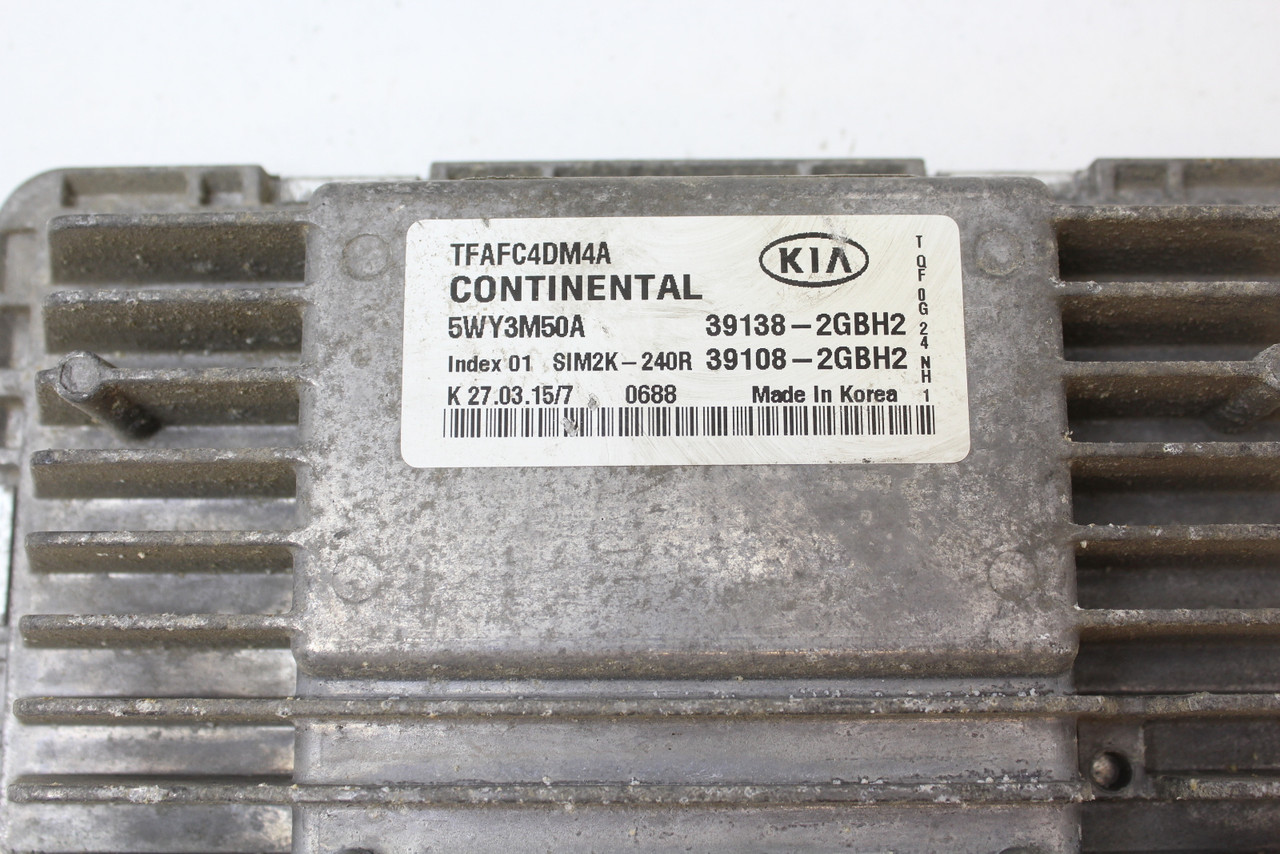 TFAFC4DM4A
KIA
CONTINENTAL
5WY3M50A 39138-2GBH2
Index 01 SIM2K-240R 39108-2GBH2
K 27.03.15/7 0688 Made In Korea
TQF0G24NH1